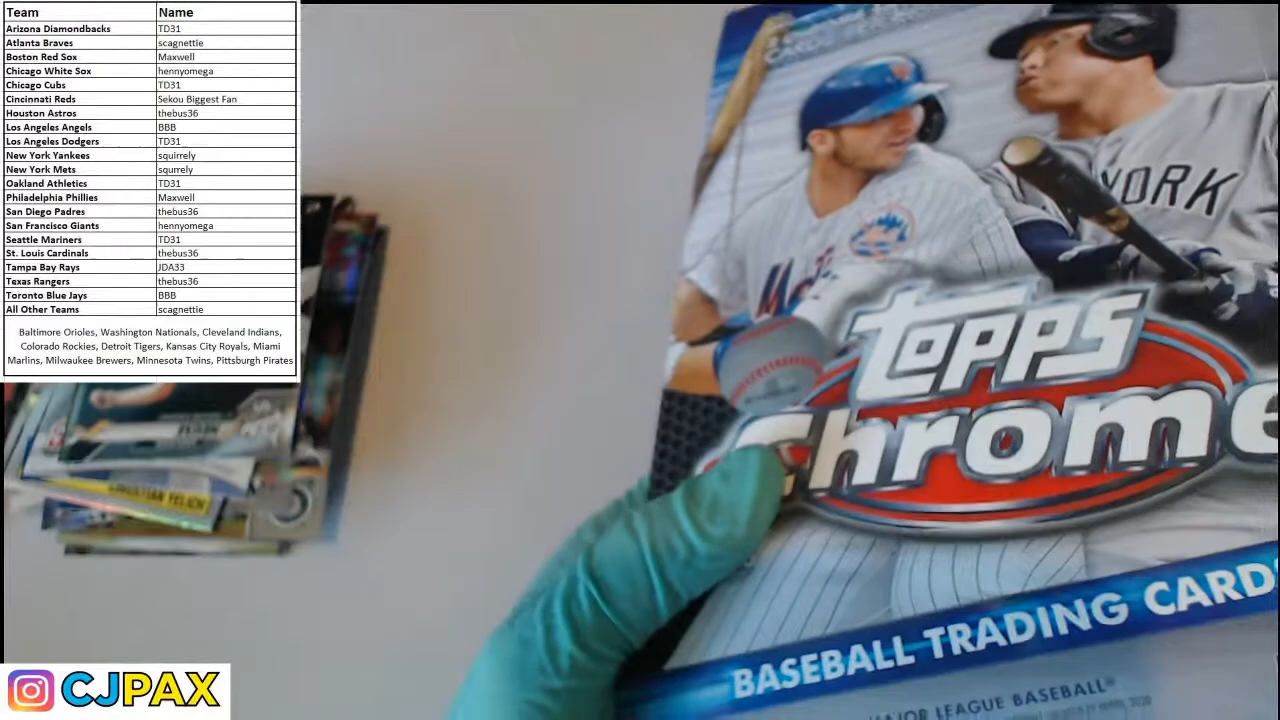 Team Name
Arizona Diamondbacks TD31
Atlanta Braves scagnettie
Boston Red Sox Maxwell
Chicago White Sox hennyomega
Chicago Cubs TD31
Cincinnati Reds Sekou Biggest Fan
Houston Astros thebus36
Los Angeles Angels BBB
Los Angeles Dodgers TD31
New York Yankees squirrely
New York Mets squrrely
Oakland Athletics TD31
Philadelphia Phillies Maxwell
San Diego Padres thebus36
San Francisco Giants hennyomega
Seattle Mariners TD31
St. Louis Cardinals thebus36
Tampa Bay Rays JDA33
Texas Rangers thebus36
Toronto Blue Jays BBB
All Other Teams scagnettie
Baltimore Orioles, Washington Nationals, Cleveland Indians,
Colorado Rockies, Detroit Tigers, Kansas City Royals, Miami
Marlins, Milwaukee Brewers, Minnesota Twins, Pittsburgh Pirates
YORK
Mets
Topps
Chrome
BASEBALL TRADING CARDS
MAJOR LEAGUE BASEBALL
CHRISTIAN YELICH
CJPAX